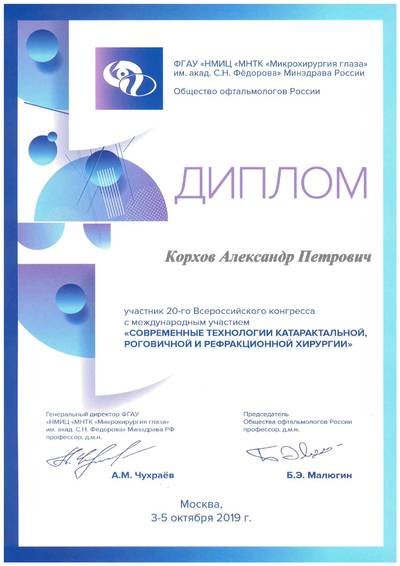 ФГАУ «НМИЦ «МНТК «Микрохирургия глаза»
им. акад. С.Н. Фёдорова» Минздрава России
Общество офтальмологов России
ДИПЛОМ
Корхов Александр Петрович
участник 20-го Всероссийского конгресса
с международным участием
«СОВРЕМЕННЫЕ ТЕХНОЛОГИИ КАТАРАКТАЛЬНОЙ,
РОГОВИЧНОЙ И РЕФРАКЦИОННОЙ ХИРУРГИИ»
Генеральный директор ФГАУ
«НМИЦ «МНТК «Микрохирургия глаза»
им. акад. С.Н. Фёдорова» Минздрава РФ
профессор, д.м.н.
А.М. Чухраёв
Председатель
Общества офтальмологов России
профессор, д.м.н.
Б.Э. Малюгин
Москва,
3-5 октября 2019 г.